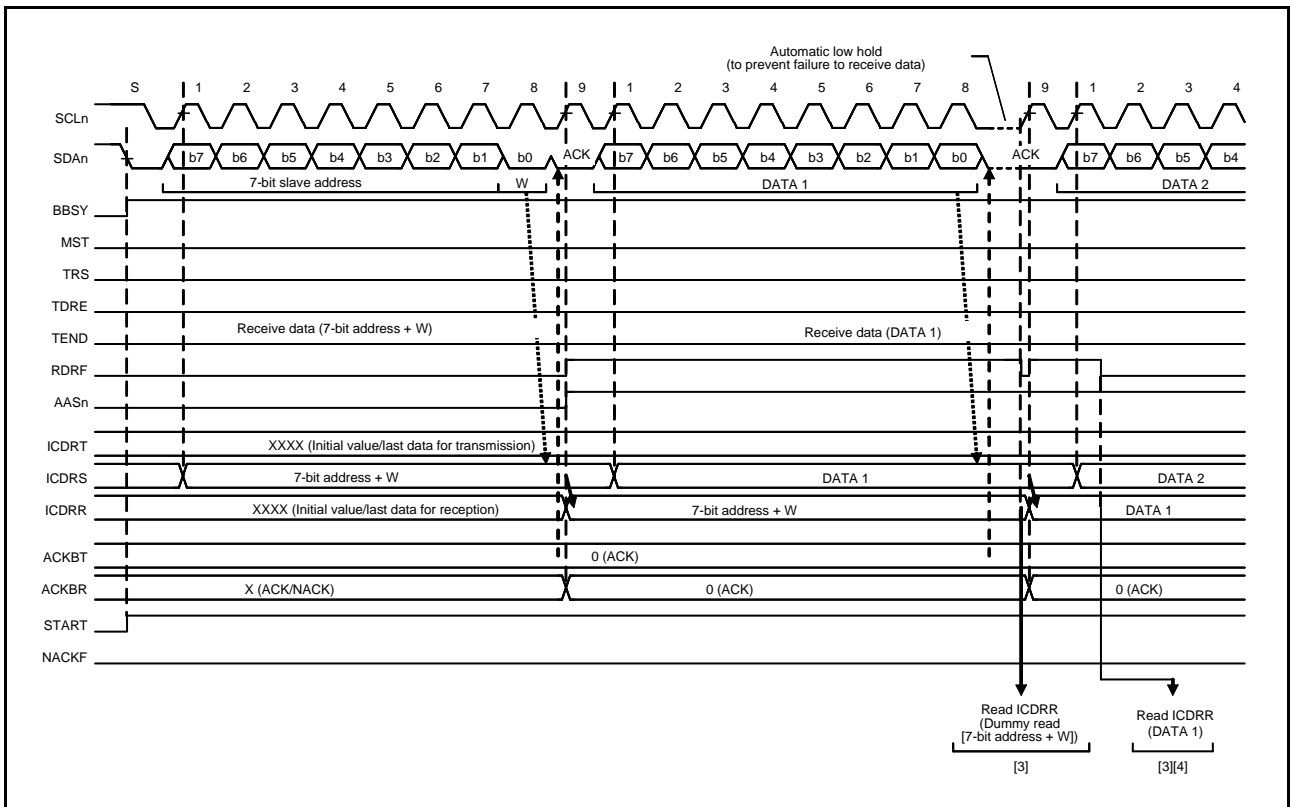 Automatic low hold
(to prevent failure to receive data)
S 1 2 3 4 5 6 7 8 9 1 2 3 4 5 6 7 8 9 1 2 3 4
SCLn
SDAn b7 b6 b5 b4 b3 b2 b1 b0 ACK b7 b6 b5 b4 b3 b2 b1 b0 ACK b7 b6 b5 b4
7-bit slave address W DATA 1 DATA 2
BBSY
MST
TRS
TDRE
Receive data (7-bit address + W) Receive data (DATA 1)
TEND
RDRF
AASn
ICDRT XXXX (Initial value/last data for transmission)
ICDRS 7-bit address + W DATA 1 DATA 2
ICDRR XXXX (Initial value/last data for reception) 7-bit address + W DATA 1
ACKBT 0 (ACK)
ACKBR X (ACK/NACK) 0 (ACK) 0 (ACK)
START
NACKF
Read ICDRR
(Dummy read
[7-bit address + W])
[3]
Read ICDRR
(DATA 1)
[3][4]